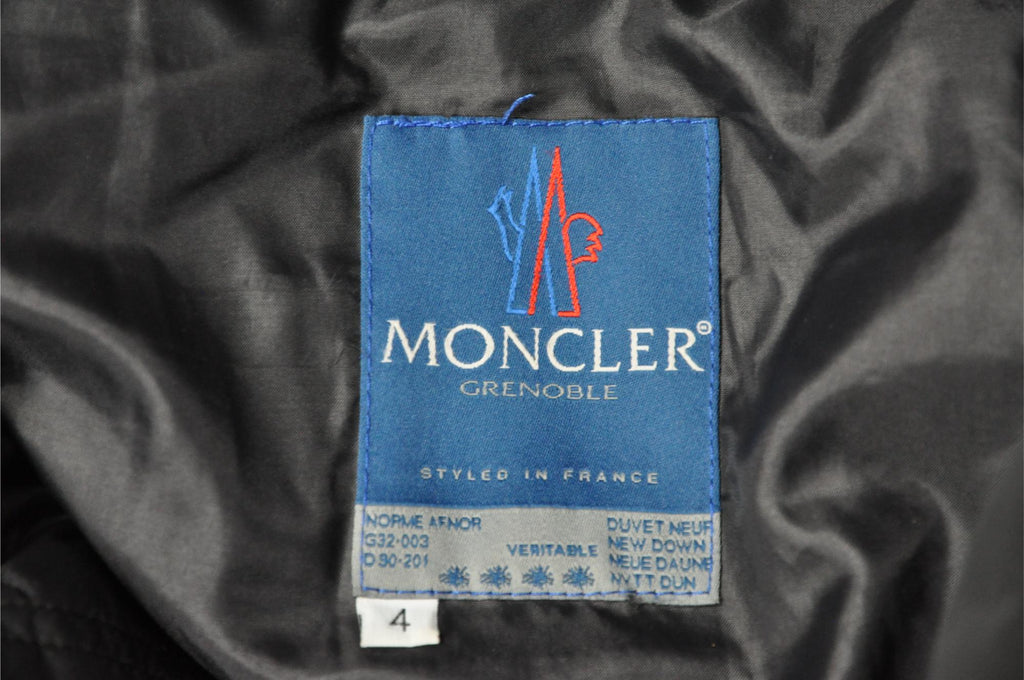 MONCLER®
GRENOBLE
STYLED IN FRANCE
NORME AFNOR
G32-003
D 90-201
VERITABLE
DUVET NEUF
NEW DOWN
NEUE DAUNE
NYTT DUN
4